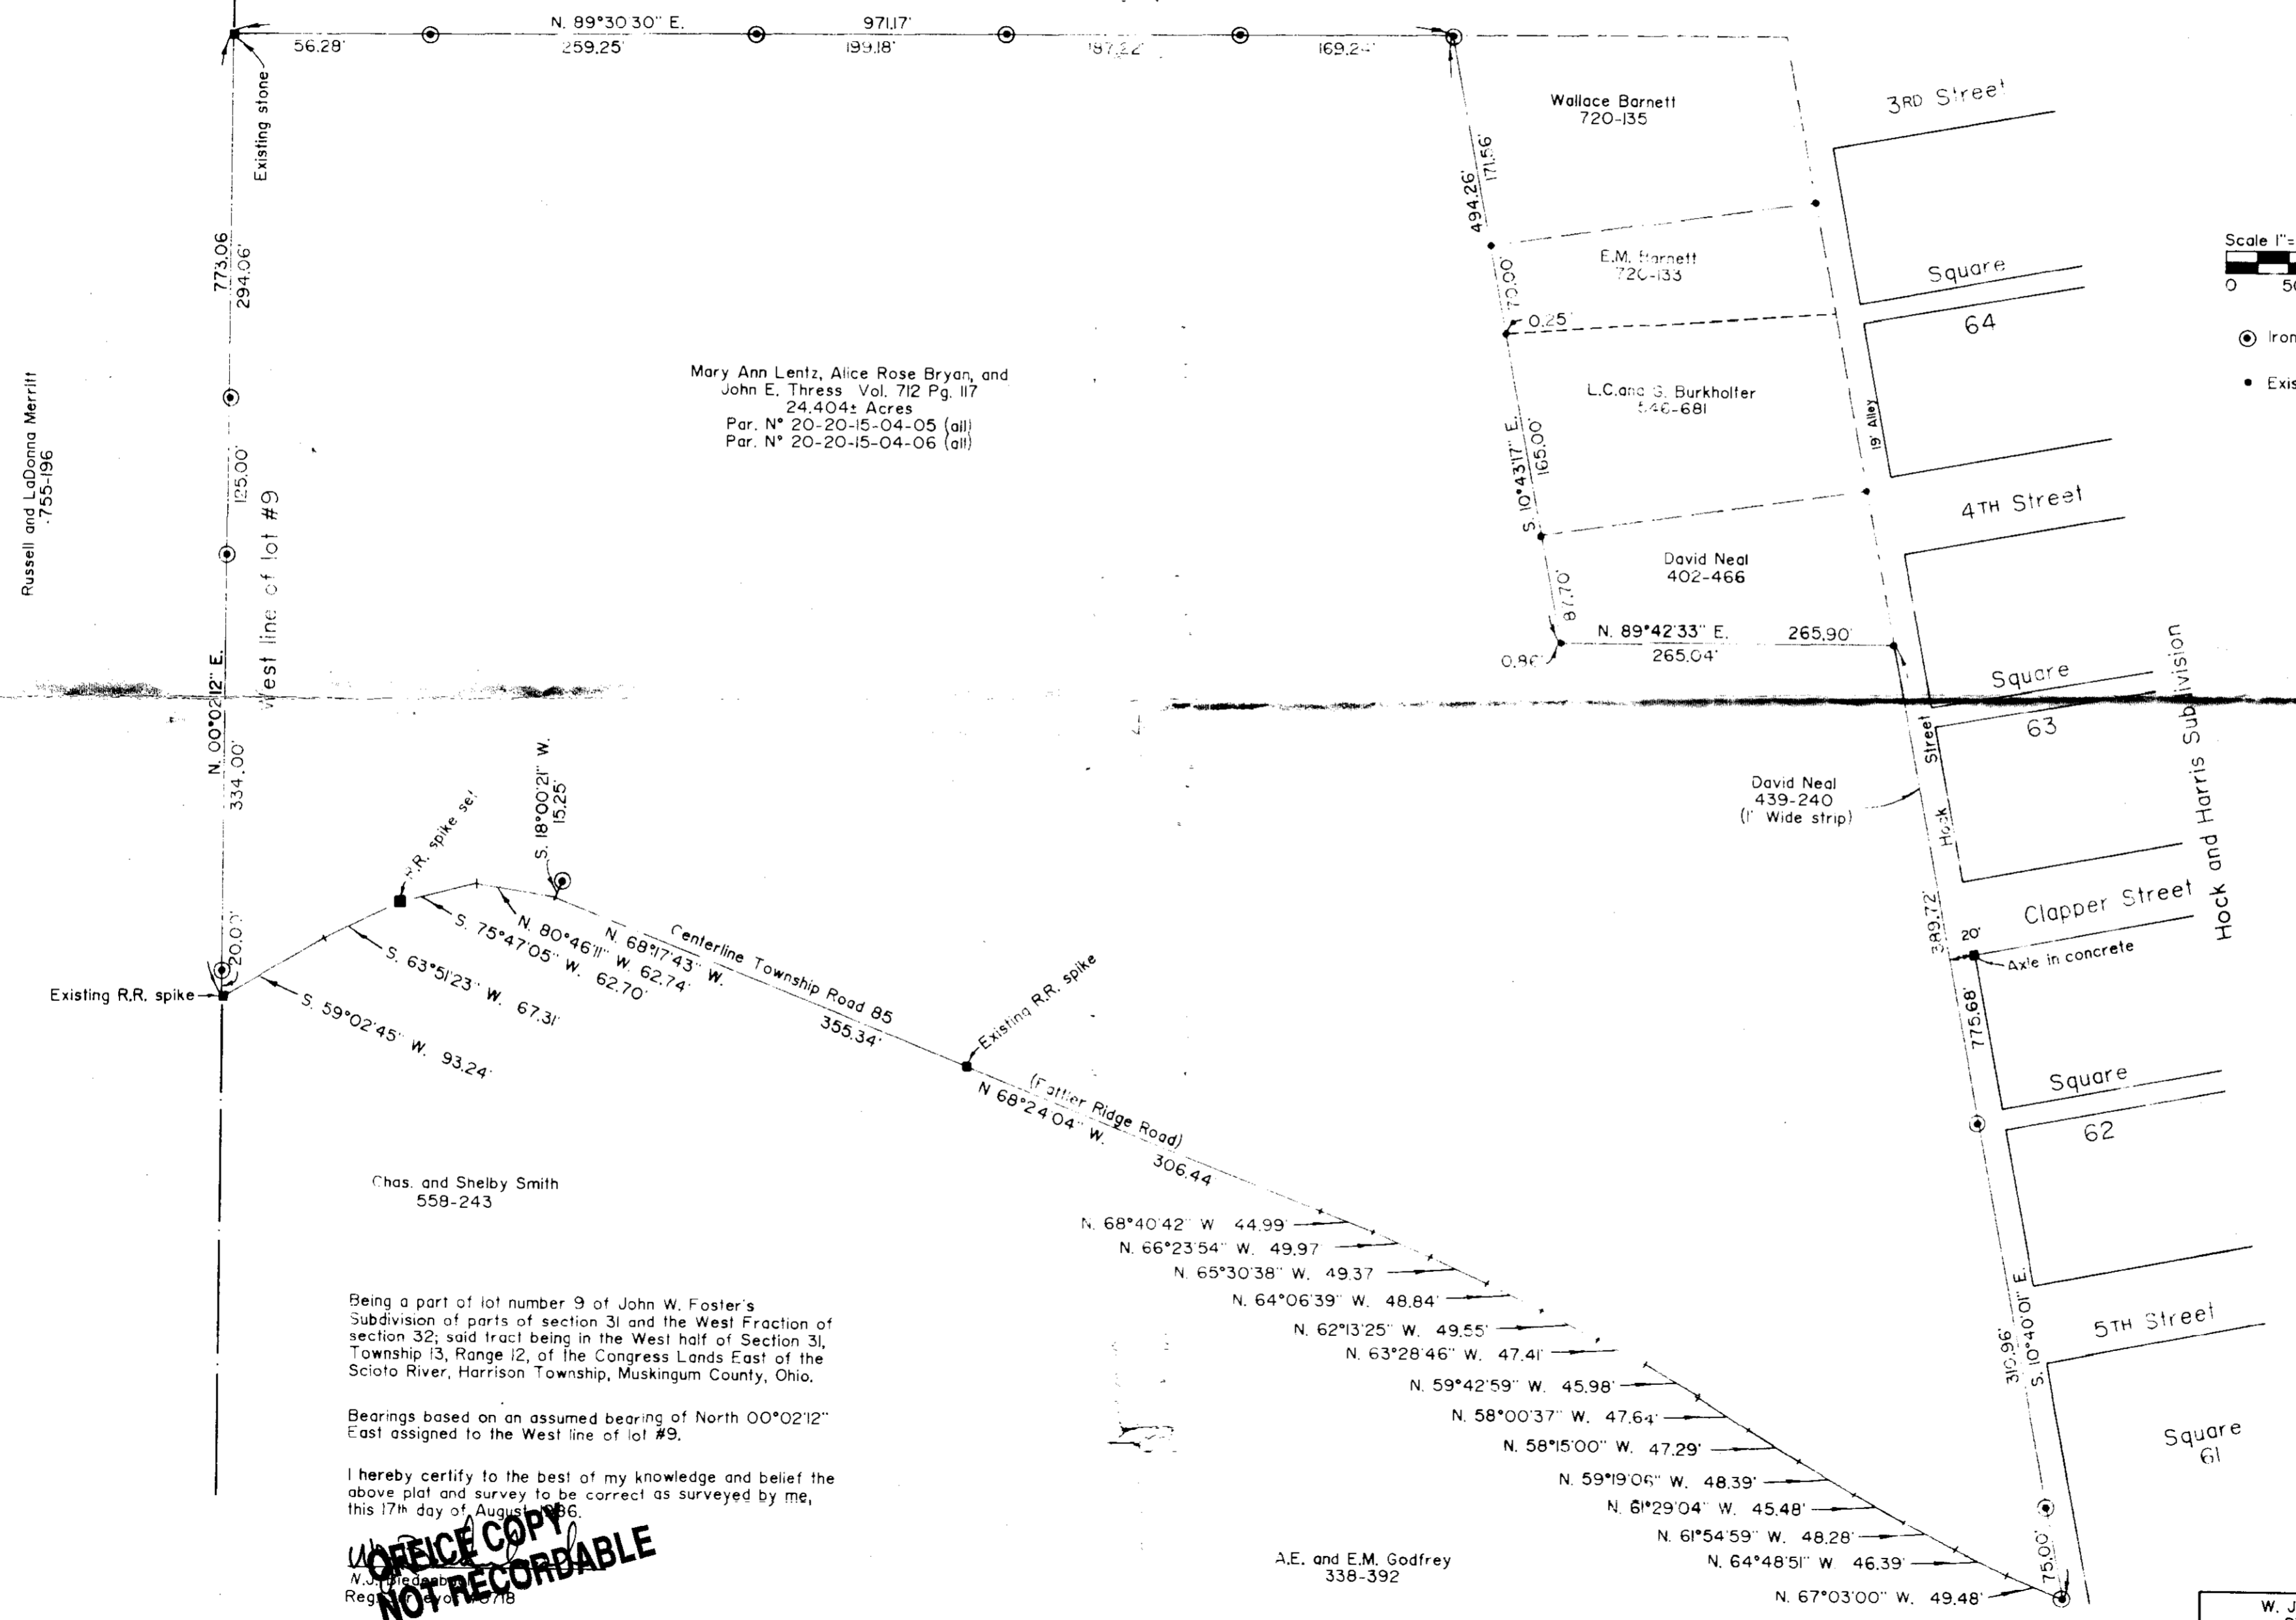 N. 89°30'30" E. 971.17'
56.28' 259.25' 199.18' 187.22' 169.24'
Existing stone
773.06
294.06'
125.00'
West line of lot #9
N. 00°02'12" E.
334.00'
20.00'
Russell and LaDonna Merritt
755-196
Mary Ann Lentz, Alice Rose Bryan, and
John E. Thress Vol. 712 Pg. 117
24.404± Acres
Par. N° 20-20-15-04-05 (all)
Par. N° 20-20-15-04-06 (all)
Wallace Barnett
720-135
494.26'
171.56'
E.M. Barnett
720-133
70.00'
0.25'
L.C. and G. Burkholter
546-681
S. 10°43'17" E.
165.00'
David Neal
402-466
87.70'
N. 89°42'33" E. 265.90'
0.86'
265.04'
3RD Street
Square
64
19' Alley
4TH Street
Square
63
Hock Street
Hock and Harris Subdivision
David Neal
439-240
(1' Wide strip)
Clapper Street
20'
Axle in concrete
389.72'
775.68'
Square
62
310.96'
S. 10°40'01" E.
5TH Street
Square
61
75.00'
Scale 1"=
0 50
Iron
Exis
R.R. spike set
S. 18°00'21" W.
15.25'
Existing R.R. spike
S. 59°02'45" W. 93.24'
S. 63°51'23" W. 67.31'
S. 75°47'05" W. 62.70'
N. 80°46'11" W. 62.74'
N. 68°17'43" W.
Centerline Township Road 85
355.34'
Existing R.R. spike
Ridge Road)
N 68°24'04" W.
306.44
N. 68°40'42" W 44.99'
N. 66°23'54" W. 49.97'
N. 65°30'38" W. 49.37
N. 64°06'39" W. 48.84'
N. 62°13'25" W. 49.55'
N. 63°28'46" W. 47.41'
N. 59°42'59" W. 45.98'
N. 58°00'37" W. 47.64'
N. 58°15'00" W. 47.29'
N. 59°19'06" W. 48.39'
N. 61°29'04" W. 45.48'
N. 61°54'59" W. 48.28'
N. 64°48'51" W. 46.39'
N. 67°03'00" W. 49.48'
Chas. and Shelby Smith
558-243
A.E. and E.M. Godfrey
338-392
Being a part of lot number 9 of John W. Foster's
Subdivision of parts of section 31 and the West Fraction of
section 32; said tract being in the West half of Section 31,
Township 13, Range 12, of the Congress Lands East of the
Scioto River, Harrison Township, Muskingum County, Ohio.
Bearings based on an assumed bearing of North 00°02'12"
East assigned to the West line of lot #9.
I hereby certify to the best of my knowledge and belief the
above plat and survey to be correct as surveyed by me,
this 17th day of August 1986.
OFFICE COPY
NOT RECORDABLE
W. J.